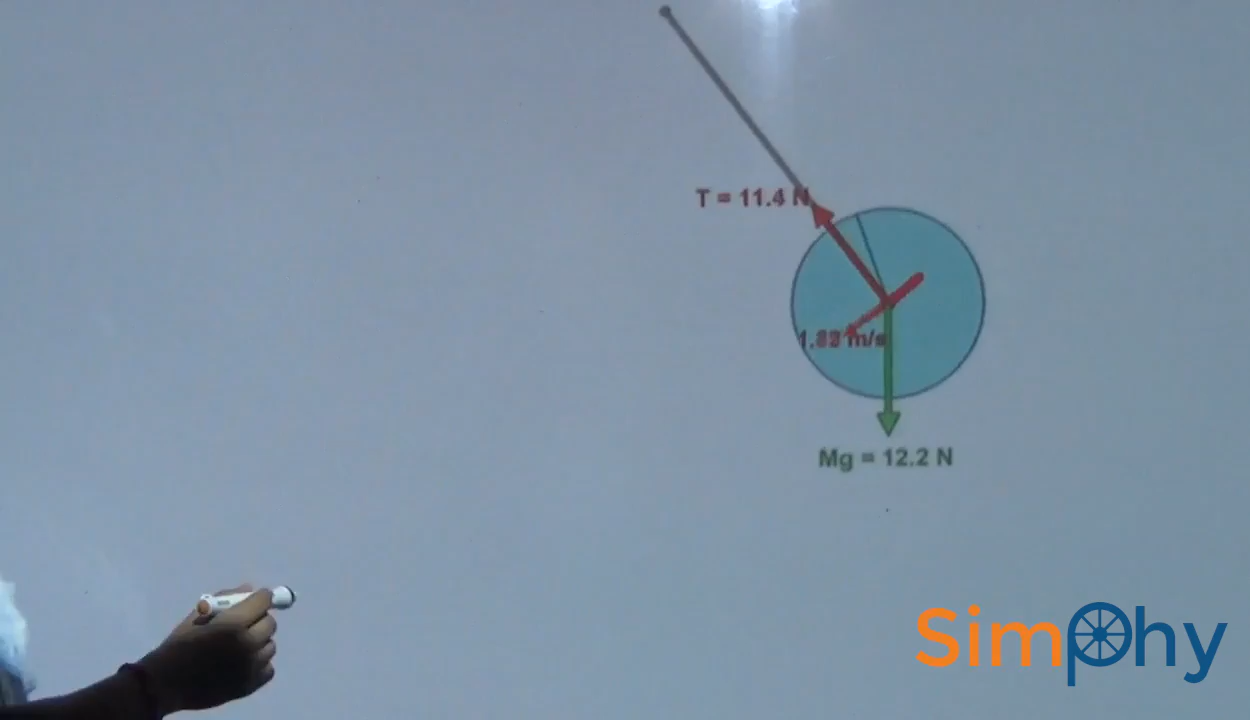 T = 11.4 N
m/s
Mg = 12.2 N
Simphy